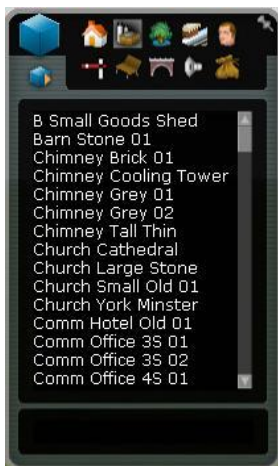 B Small Goods Shed
Barn Stone 01
Chimney Brick 01
Chimney Cooling Tower
Chimney Grey 01
Chimney Grey 02
Chimney Tall Thin
Church Cathedral
Church Large Stone
Church Small Old 01
Church York Minster
Comm Hotel Old 01
Comm Office 3S 01
Comm Office 3S 02
Comm Office 4S 01